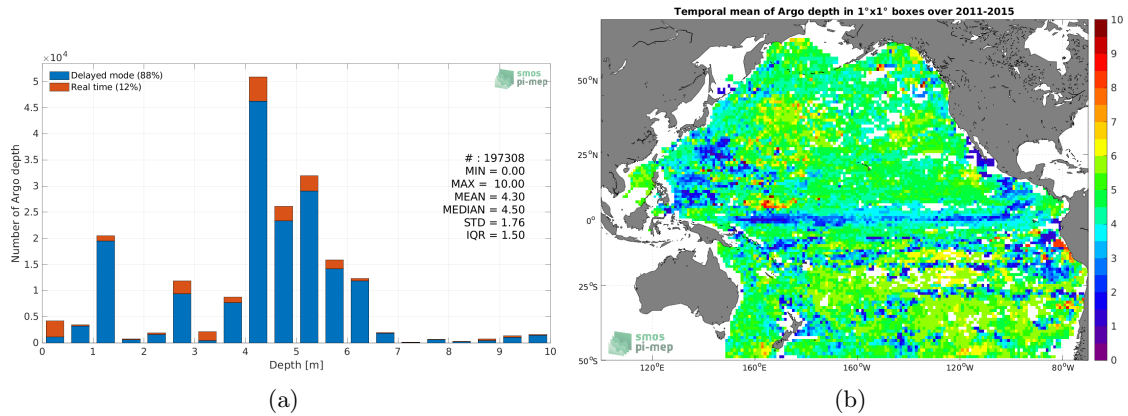 ×10⁴
Delayed mode (88%)
Real time (12%)
smos
pi-mep
5
4.5
4
3.5
3
2.5
2
1.5
1
0.5
0
Number of Argo depth
# : 197308
MIN = 0.00
MAX = 10.00
MEAN = 4.30
MEDIAN = 4.50
STD = 1.76
IQR = 1.50
0 1 2 3 4 5 6 7 8 9 10
Depth [m]
(a)
Temporal mean of Argo depth in 1°x1° boxes over 2011-2015
50°N
25°N
0°
25°S
50°S
120°E 160°E 160°W 120°W 80°W
smos
pi-mep
10
9
8
7
6
5
4
3
2
1
0
(b)